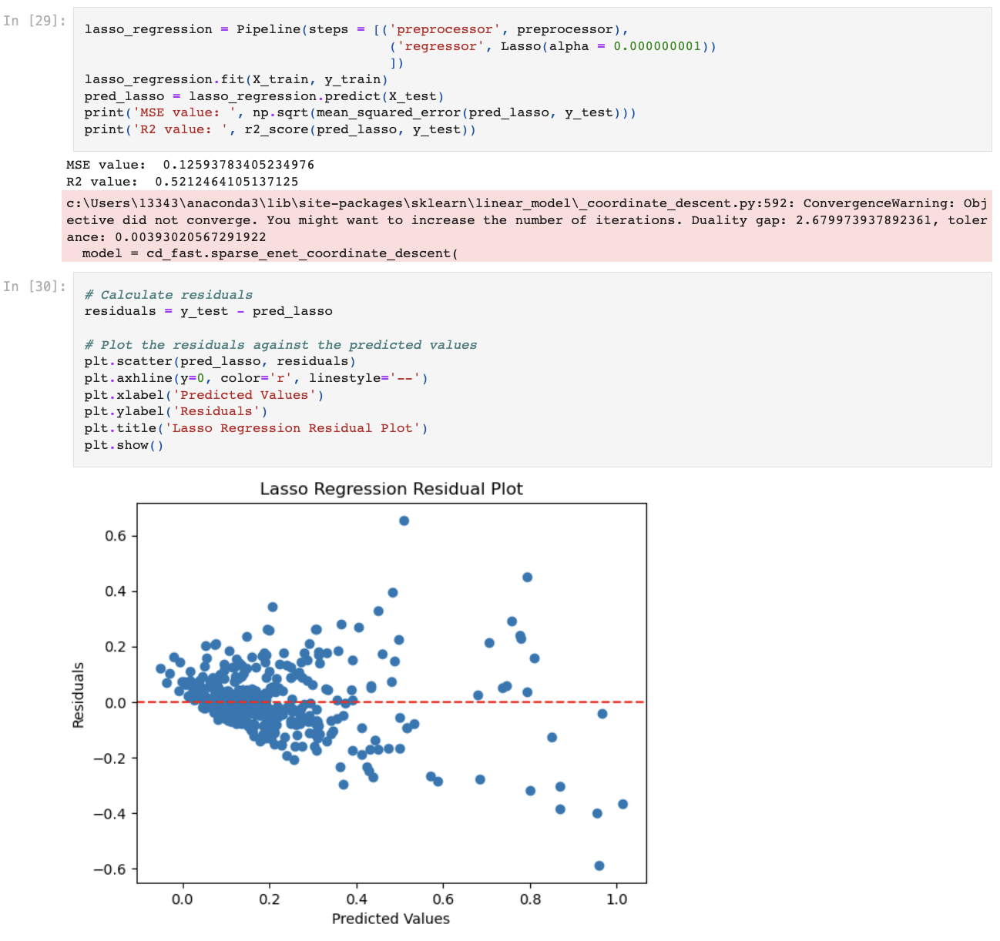 In [29]:
lasso_regression = Pipeline(steps = [('preprocessor', preprocessor),
('regressor', Lasso(alpha = 0.000000001))
])
lasso_regression.fit(X_train, y_train)
pred_lasso = lasso_regression.predict(X_test)
print('MSE value: ', np.sqrt(mean_squared_error(pred_lasso, y_test)))
print('R2 value: ', r2_score(pred_lasso, y_test))
MSE value:  0.12593783405234976
R2 value:  0.5212464105137125
c:\Users\13343\anaconda3\lib\site-packages\sklearn\linear_model\_coordinate_descent.py:592: ConvergenceWarning: Obj
ective did not converge. You might want to increase the number of iterations. Duality gap: 2.679973937892361, toler
ance: 0.00393020567291922
model = cd_fast.sparse_enet_coordinate_descent(
In [30]:
# Calculate residuals
residuals = y_test - pred_lasso
# Plot the residuals against the predicted values
plt.scatter(pred_lasso, residuals)
plt.axhline(y=0, color='r', linestyle='--')
plt.xlabel('Predicted Values')
plt.ylabel('Residuals')
plt.title('Lasso Regression Residual Plot')
plt.show()
Lasso Regression Residual Plot
0.6
0.4
0.2
0.0
−0.2
−0.4
−0.6
Residuals
0.0 0.2 0.4 0.6 0.8 1.0
Predicted Values